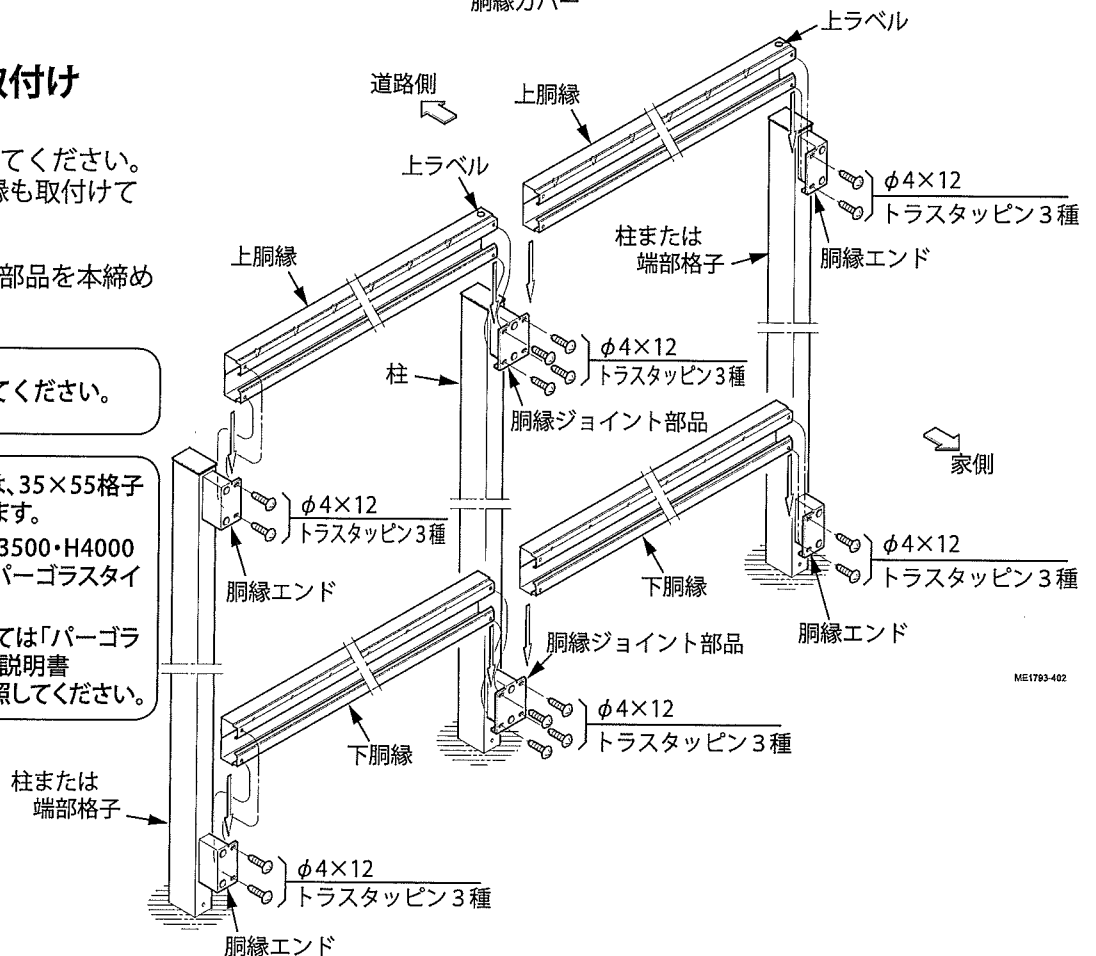 胴縁カバー
上ラベル
取付け
道路側
上胴縁
てください。
縁も取付けて
上ラベル
φ4×12
トラスタッピン3種
柱または
端部格子
胴縁エンド
上胴縁
部品を本締め
φ4×12
トラスタッピン3種
柱
胴縁ジョイント部品
てください。
家側
は、35×55格子
ます。
3500・H4000
パーゴラスタイ
φ4×12
トラスタッピン3種
φ4×12
トラスタッピン3種
下胴縁
胴縁エンド
胴縁エンド
ては「パーゴラ
説明書
照してください。
胴縁ジョイント部品
ME1793-402
φ4×12
トラスタッピン3種
下胴縁
柱または
端部格子
φ4×12
トラスタッピン3種
胴縁エンド